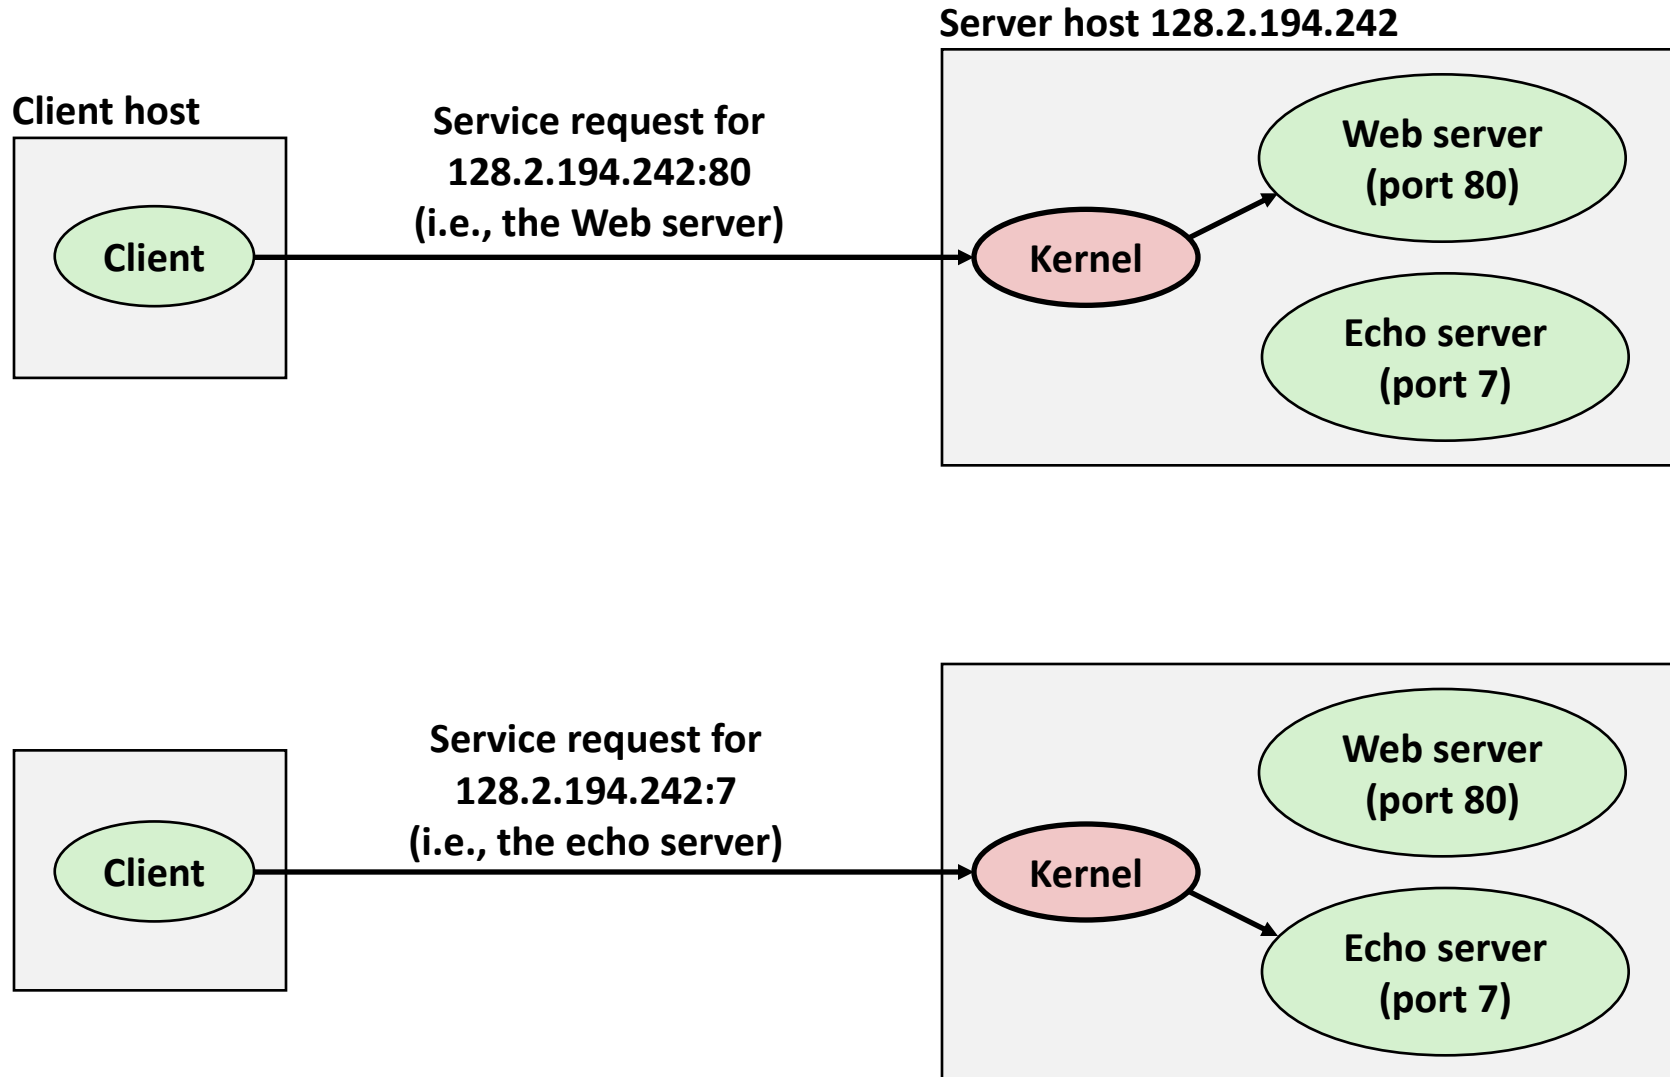 Server host 128.2.194.242
Client host
Service request for
128.2.194.242:80
(i.e., the Web server)
Client
Kernel
Web server
(port 80)
Echo server
(port 7)
Service request for
128.2.194.242:7
(i.e., the echo server)
Client
Kernel
Web server
(port 80)
Echo server
(port 7)